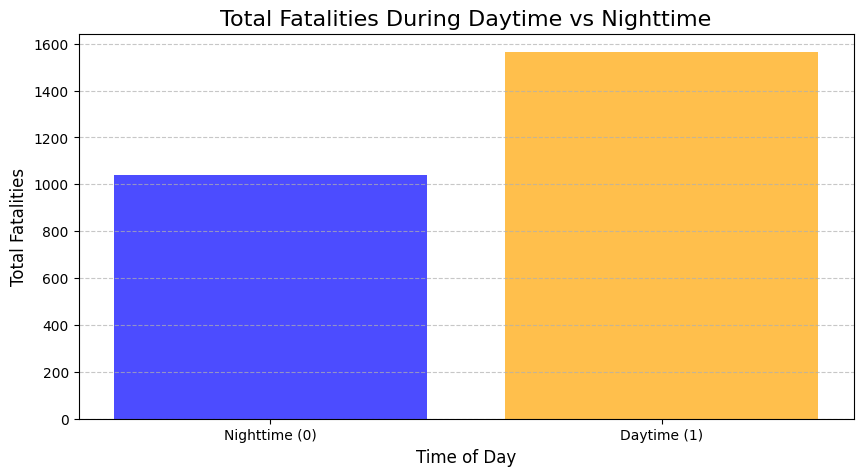 Total Fatalities During Daytime vs Nighttime
Total Fatalities
1600
1400
1200
1000
800
600
400
200
0
Nighttime (0)
Daytime (1)
Time of Day